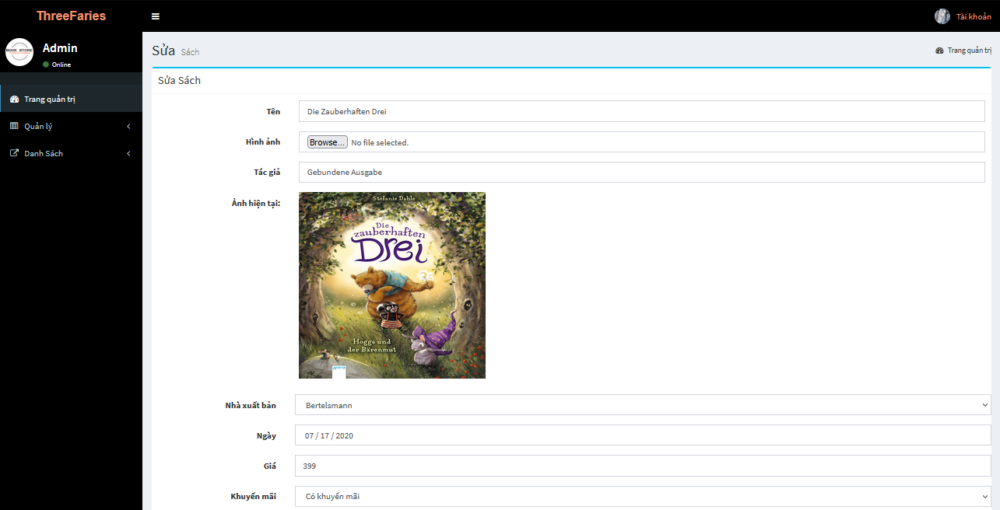 ThreeFaries
Tài khoản
BOOK STORE
Admin
Online
Sửa Sách
Trang quản trị
Trang quản trị
Quản lý
Danh Sách
Sửa Sách
Tên Die Zauberhaften Drei
Hình ảnh Browse... No file selected.
Tác giả Gebundene Ausgabe
Ảnh hiện tại:
Stefanie Dahle
Die
zauberhaften
Drei
Hoggs und
der Bärenmut
Arena
Nhà xuất bản Bertelsmann
Ngày 07 / 17 / 2020
Giá 399
Khuyến mãi Có khuyến mãi